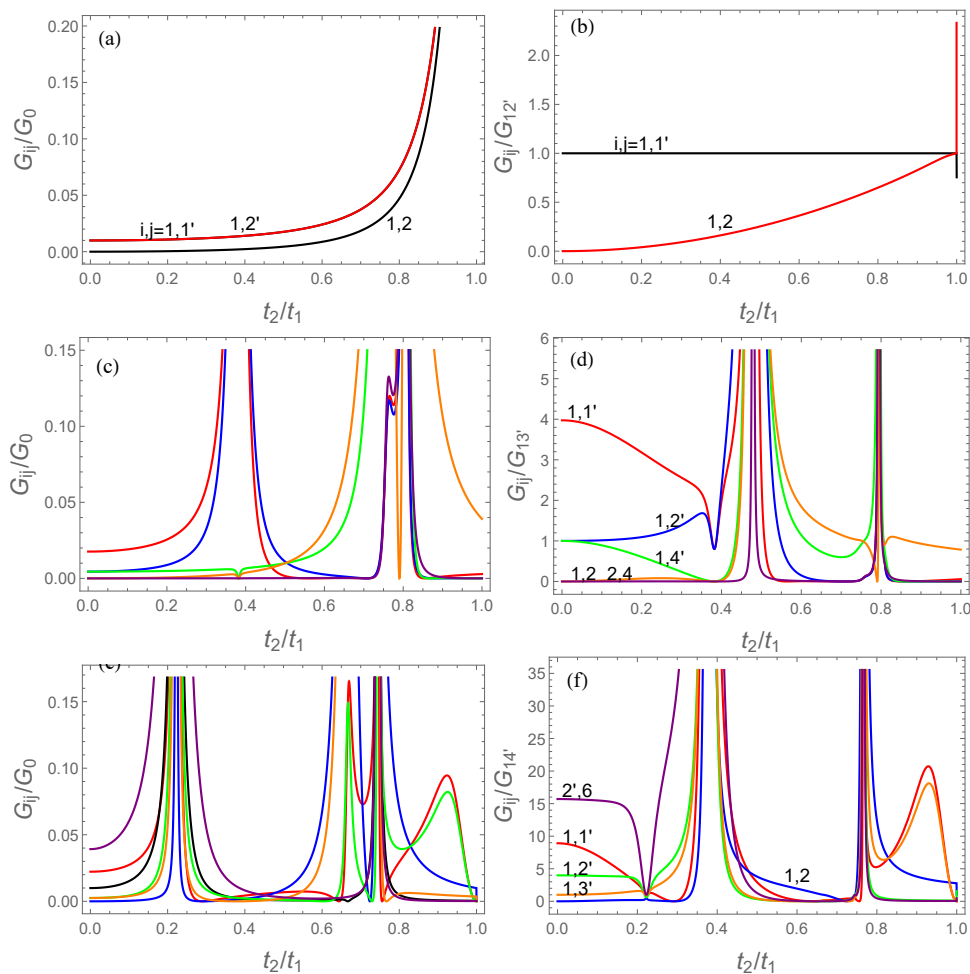 (a)
G_ij/G_0
0.20
0.15
0.10
0.05
0.00
i,j=1,1'
1,2'
1,2
0.0 0.2 0.4 0.6 0.8 1.0
t_2/t_1
(b)
G_ij/G_12'
2.0
1.5
1.0
0.5
0.0
i,j=1,1'
1,2
0.0 0.2 0.4 0.6 0.8 1.0
t_2/t_1
(c)
G_ij/G_0
0.15
0.10
0.05
0.00
0.0 0.2 0.4 0.6 0.8 1.0
t_2/t_1
(d)
G_ij/G_13'
6
5
4
3
2
1
0
1,1'
1,2'
1,4'
1,2 2,4
0.0 0.2 0.4 0.6 0.8 1.0
t_2/t_1
G_ij/G_0
0.15
0.10
0.05
0.00
0.0 0.2 0.4 0.6 0.8 1.0
t_2/t_1
(f)
G_ij/G_14'
35
30
25
20
15
10
5
0
2',6
1,1'
1,2'
1,3'
1,2
0.0 0.2 0.4 0.6 0.8 1.0
t_2/t_1